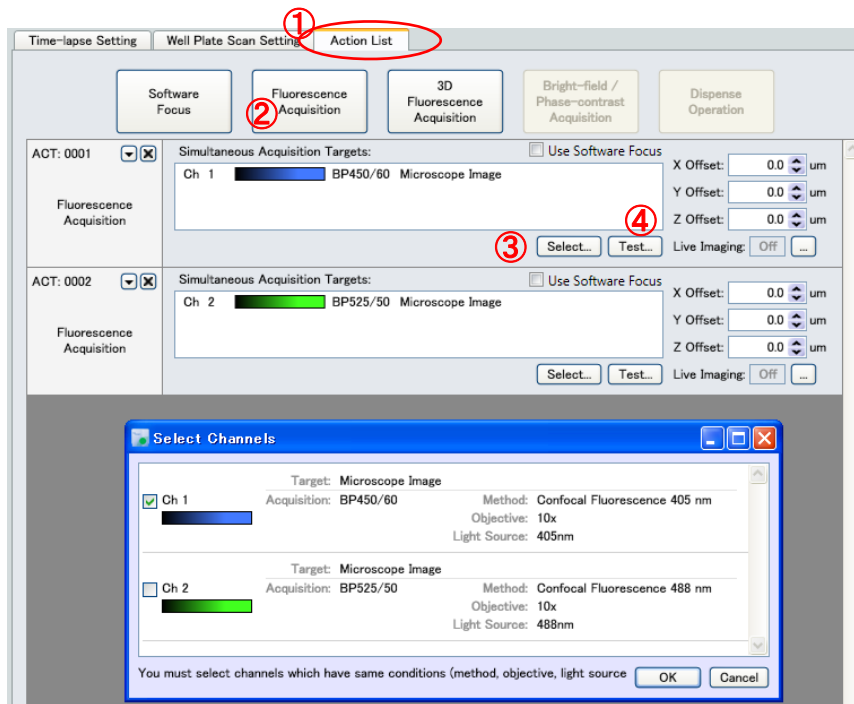 ①
Time-lapse Setting Well Plate Scan Setting Action List
Software Focus
② Fluorescence Acquisition
3D Fluorescence Acquisition
Bright-field / Phase-contrast Acquisition
Dispense Operation
ACT: 0001
Fluorescence
Acquisition
Simultaneous Acquisition Targets: Use Software Focus
Ch 1 BP450/60 Microscope Image
X Offset: 0.0 um
Y Offset: 0.0 um
Z Offset: 0.0 um
③ Select... ④ Test... Live Imaging: Off ...
ACT: 0002
Fluorescence
Acquisition
Simultaneous Acquisition Targets: Use Software Focus
Ch 2 BP525/50 Microscope Image
X Offset: 0.0 um
Y Offset: 0.0 um
Z Offset: 0.0 um
Select... Test... Live Imaging: Off ...
Select Channels
Target: Microscope Image
Ch 1 Acquisition: BP450/60 Method: Confocal Fluorescence 405 nm
Objective: 10x
Light Source: 405nm
Target: Microscope Image
Ch 2 Acquisition: BP525/50 Method: Confocal Fluorescence 488 nm
Objective: 10x
Light Source: 488nm
You must select channels which have same conditions (method, objective, light source OK Cancel